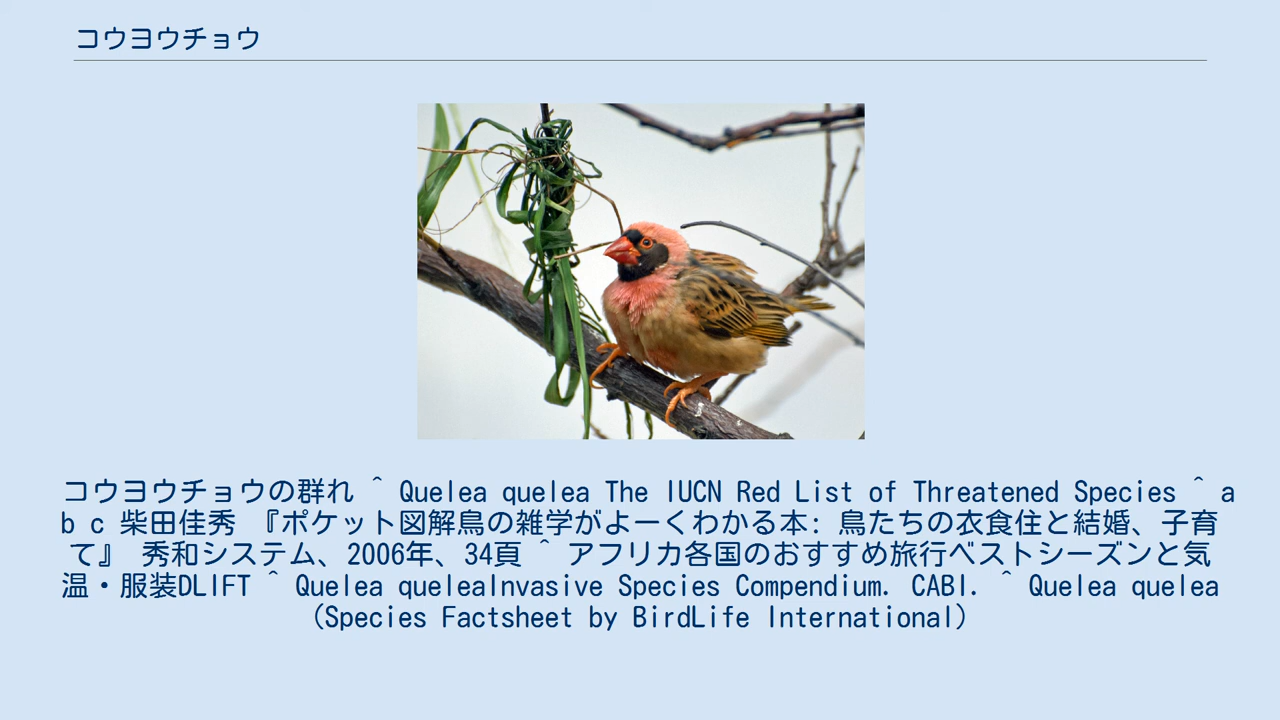 コウヨウチョウ
コウヨウチョウの群れ ^ Quelea quelea The IUCN Red List of Threatened Species ^ a
b c 柴田佳秀 『ポケット図解鳥の雑学がよーくわかる本: 鳥たちの衣食住と結婚、子育
て』 秀和システム、2006年、34頁 ^ アフリカ各国のおすすめ旅行ベストシーズンと気
温・服装DLIFT ^ Quelea queleaInvasive Species Compendium. CABI. ^ Quelea quelea
(Species Factsheet by BirdLife International)